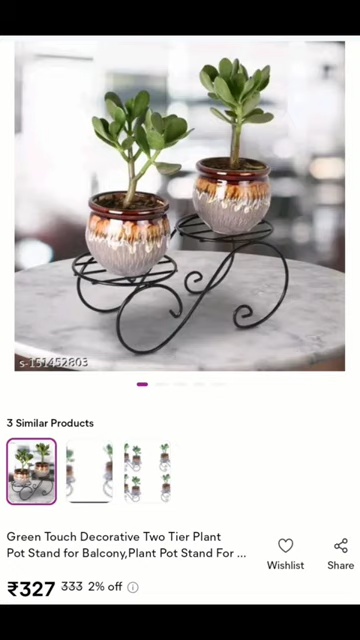 s-151452803
3 Similar Products
Green Touch Decorative Two Tier Plant
Pot Stand for Balcony,Plant Pot Stand For ...
Wishlist
Share
₹327 333 2% off